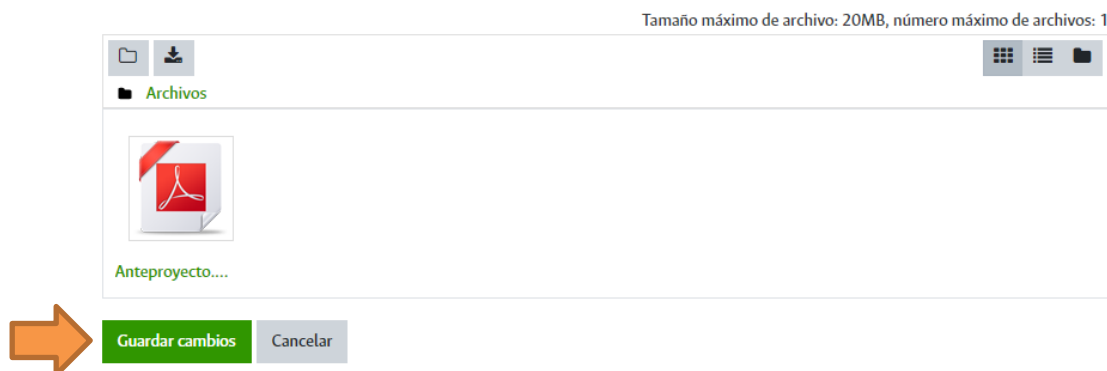 Tamaño máximo de archivo: 20MB, número máximo de archivos: 1
Archivos
Anteproyecto....
Guardar cambios Cancelar